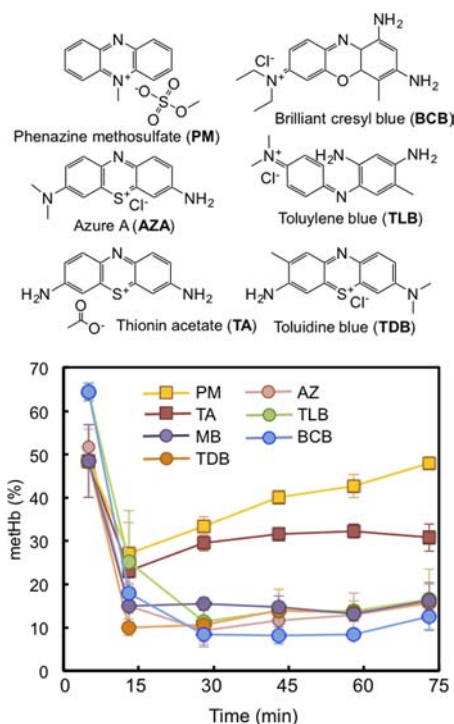 N
N+
-O
O
S
O
O
Phenazine methosulfate (PM)
NH2
N
Cl-
N+
O
NH2
Brilliant cresyl blue (BCB)
N
N
S+
Cl-
NH2
Azure A (AZA)
N+
Cl-
H2N
NH2
N
Toluylene blue (TLB)
N
H2N
S+
NH2
O
O-
Thionin acetate (TA)
N
H2N
S+
Cl-
N
Toluidine blue (TDB)
metHb (%)
70
60
50
40
30
20
10
0
PM
AZ
TA
TLB
MB
BCB
TDB
0 15 30 45 60 75
Time (min)